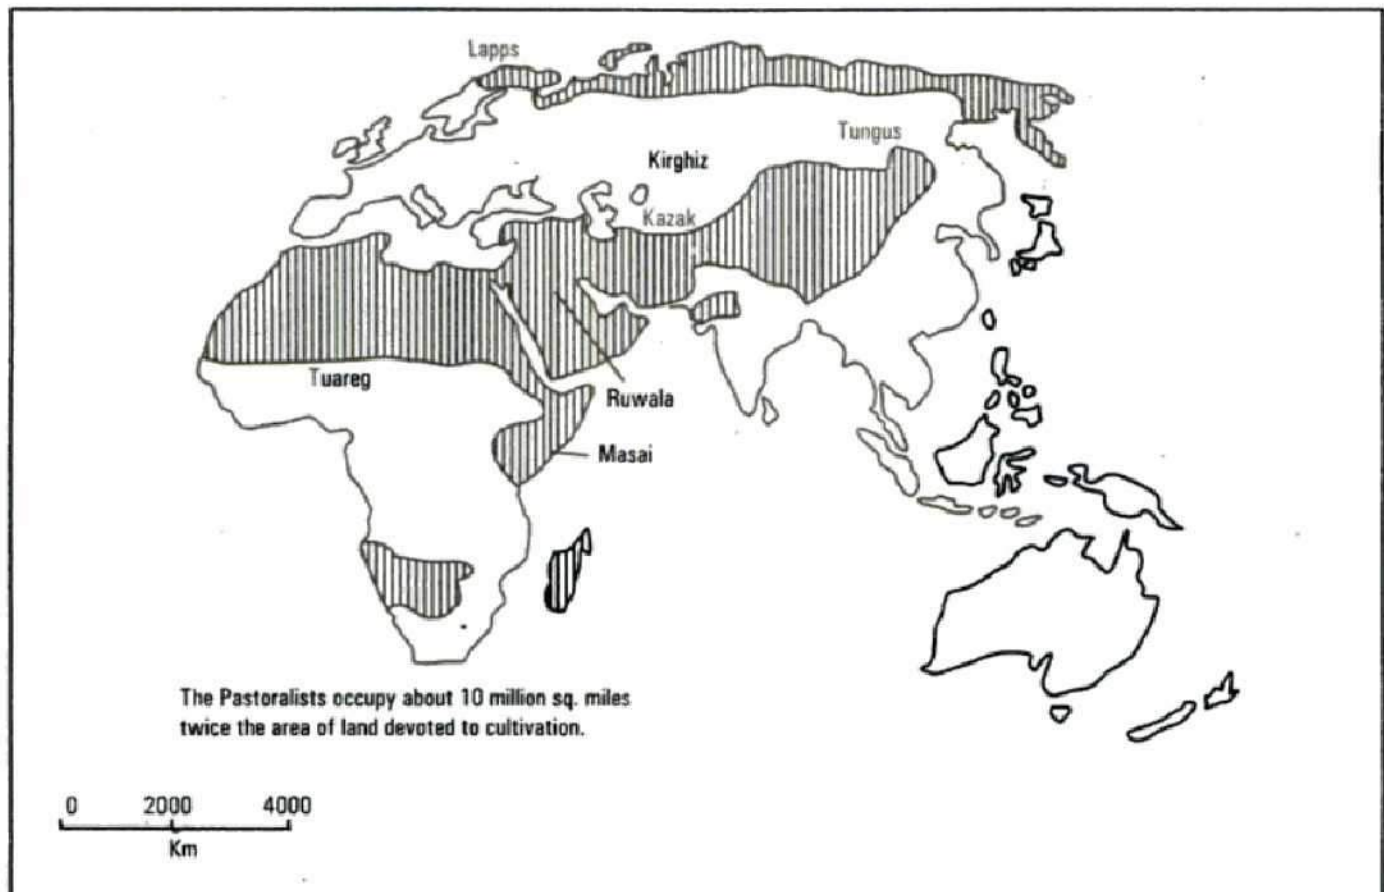 Lapps
Tungus
Kirghiz
Kazak
Tuareg
Ruwala
Masai
The Pastoralists occupy about 10 million sq. miles
twice the area of land devoted to cultivation.
0 2000 4000
Km